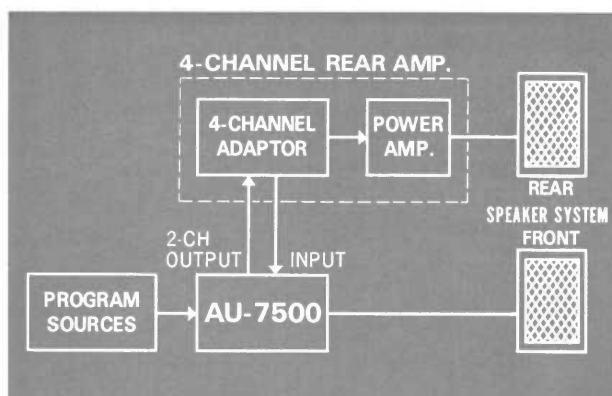 4-CHANNEL REAR AMP.
4-CHANNEL
ADAPTOR
POWER
AMP.
REAR
SPEAKER SYSTEM
FRONT
2-CH
OUTPUT
INPUT
PROGRAM
SOURCES
AU-7500